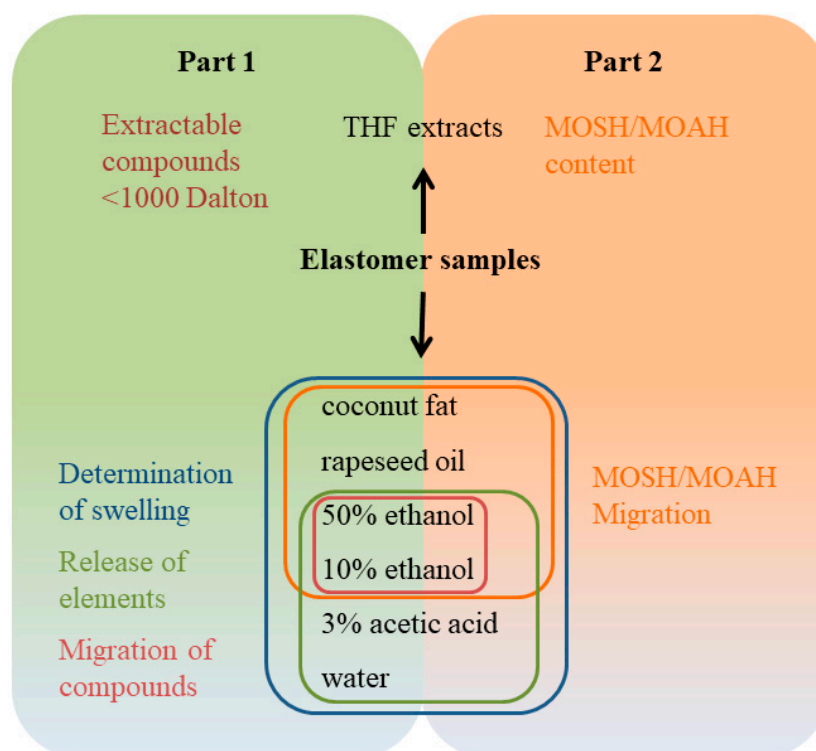 Part 1
Part 2
Extractable
compounds
<1000 Dalton
THF extracts
MOSH/MOAH
content
Elastomer samples
coconut fat
rapeseed oil
50% ethanol
10% ethanol
3% acetic acid
water
Determination
of swelling
Release of
elements
Migration of
compounds
MOSH/MOAH
Migration